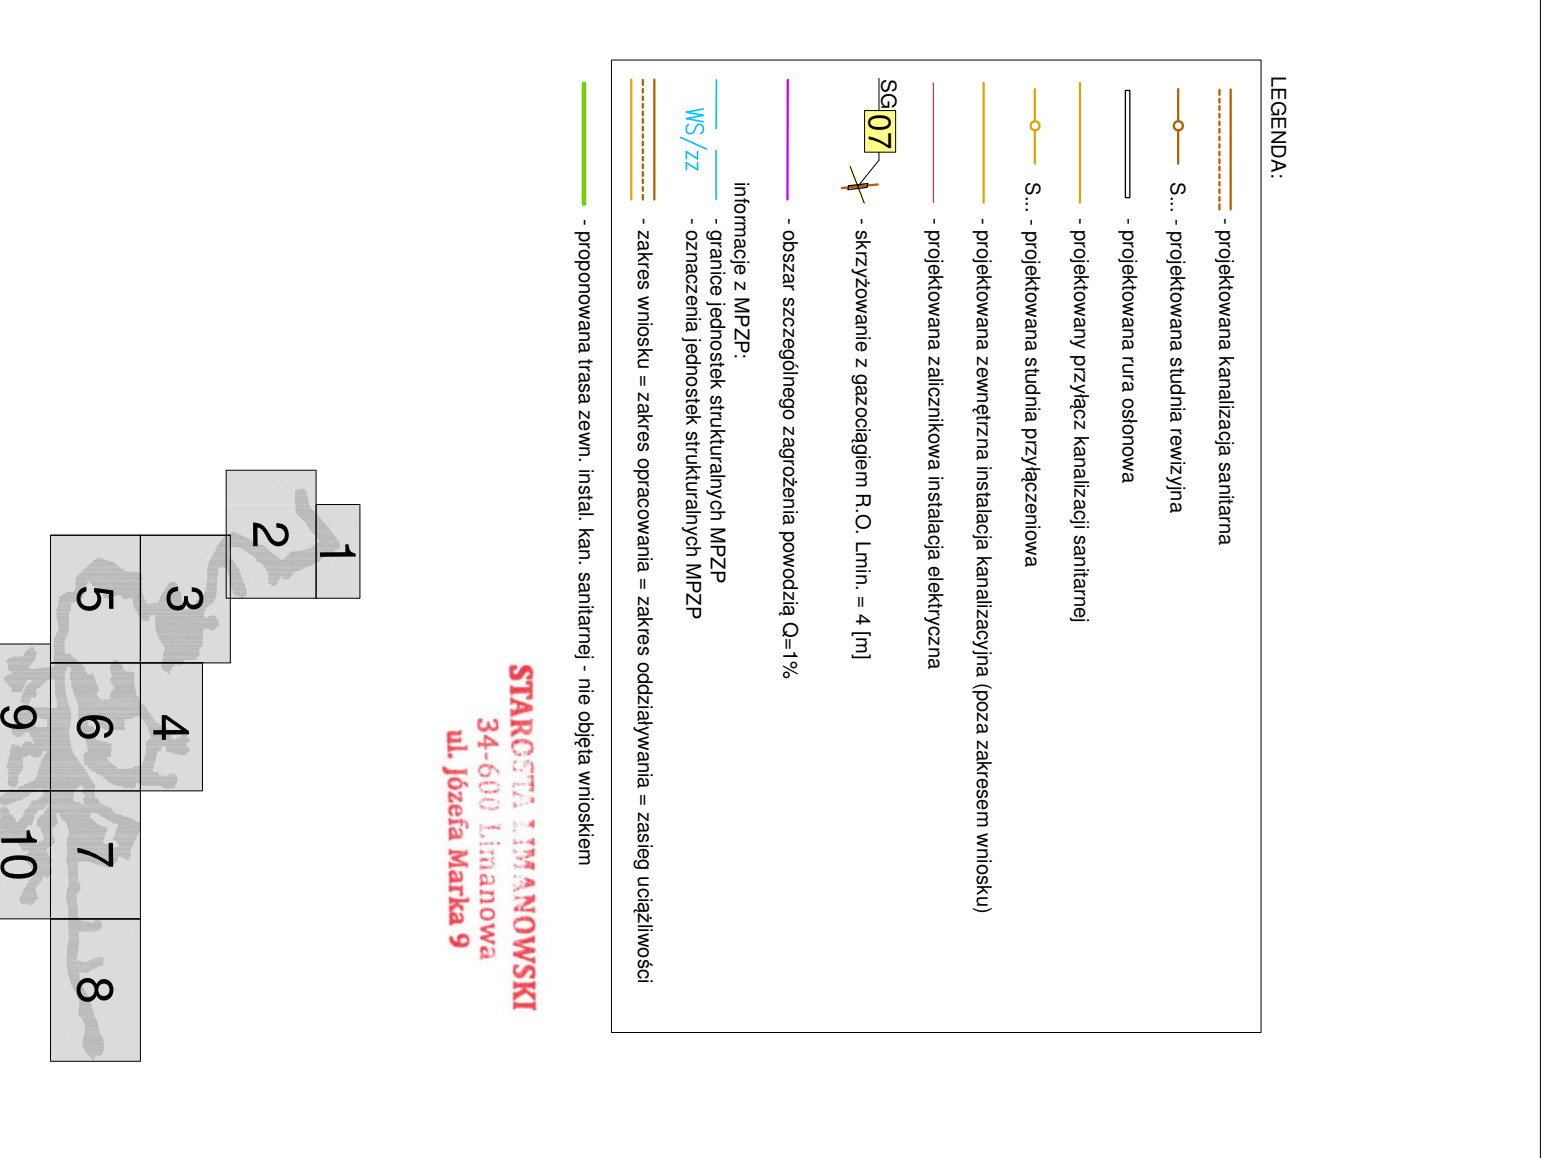 LEGENDA:
- projektowana kanalizacja sanitarna
S... - projektowana studnia rewizyjna
- projektowana rura osłonowa
- projektowany przyłącz kanalizacji sanitarnej
S... - projektowana studnia przyłączeniowa
- projektowana zewnętrzna instalacja kanalizacyjna (poza zakresem wniosku)
- projektowana zalicznikowa instalacja elektryczna
SG 07 - skrzyżowanie z gazociągiem R.O. Lmin. = 4 [m]
- obszar szczególnego zagrożenia powodzią Q=1%
informacje z MPZP:
- granice jednostek strukturalnych MPZP
WS/zz - oznaczenia jednostek strukturalnych MPZP
- zakres wniosku = zakres opracowania = zakres oddziaływania = zasieg uciążliwości
- proponowana trasa zewn. instal. kan. sanitarnej - nie objęta wnioskiem
STAROSTA LIMANOWSKI
34-600 Limanowa
ul. Józefa Marka 9
1
2
3
4
5
6
7
8
9
10